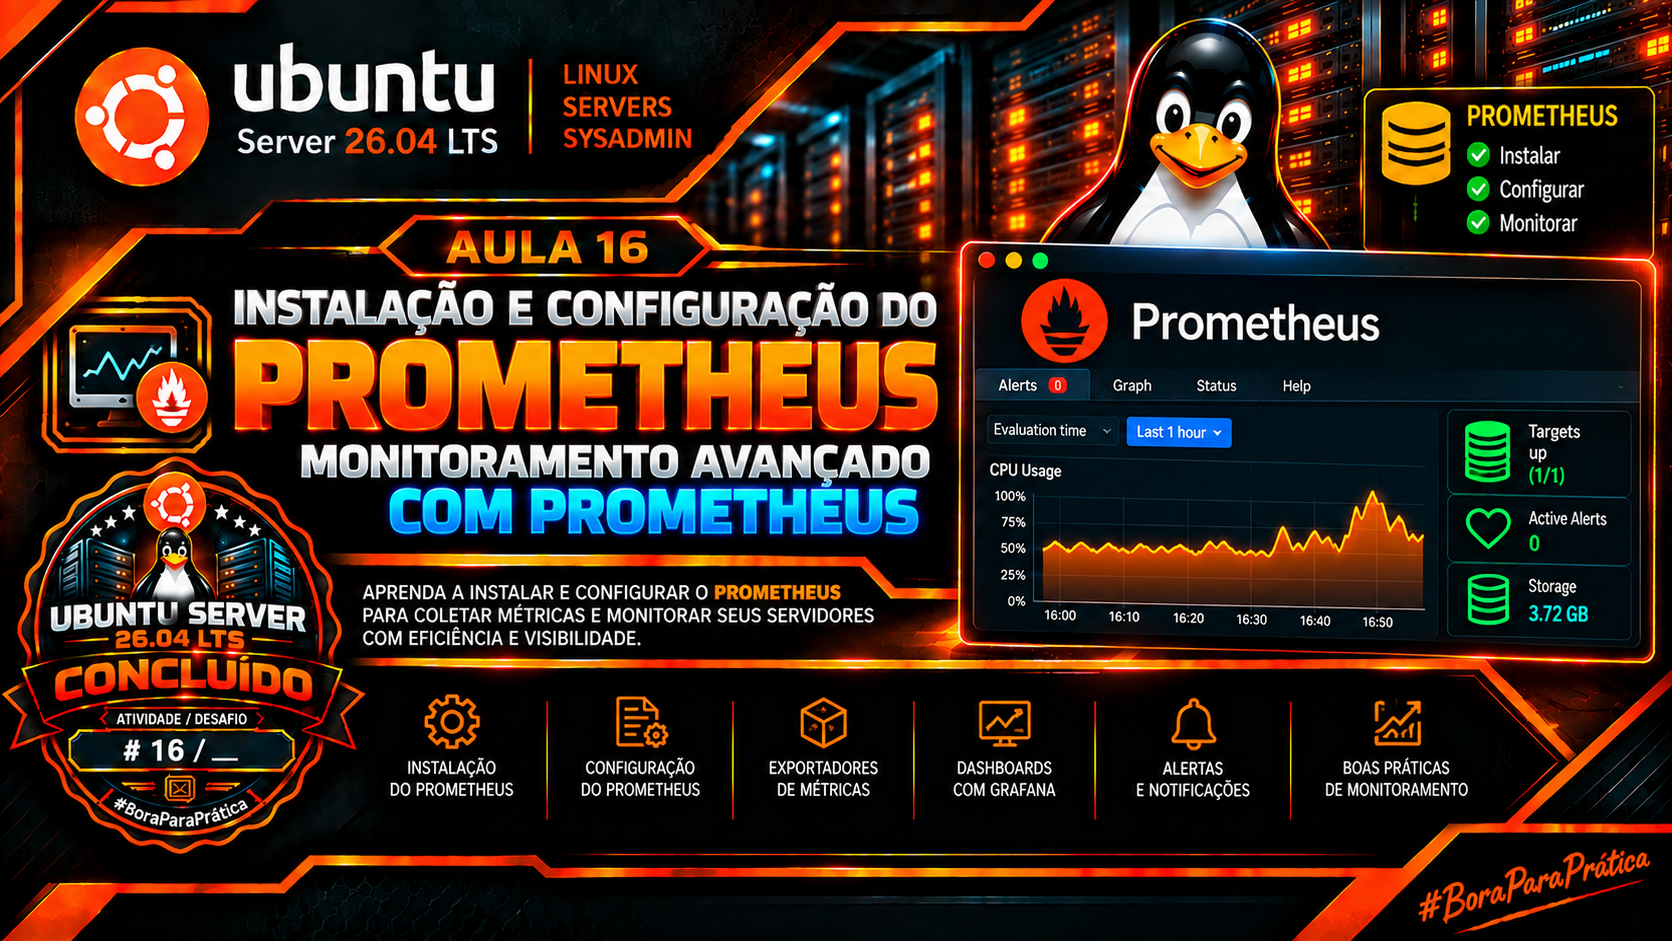 ubuntu
Server 26.04 LTS
LINUX
SERVERS
SYSADMIN
PROMETHEUS
Instalar
Configurar
Monitorar
AULA 16
INSTALAÇÃO E CONFIGURAÇÃO DO
PROMETHEUS
MONITORAMENTO AVANÇADO
COM PROMETHEUS
APRENDA A INSTALAR E CONFIGURAR O PROMETHEUS
PARA COLETAR MÉTRICAS E MONITORAR SEUS SERVIDORES
COM EFICIÊNCIA E VISIBILIDADE.
Prometheus
Alerts 0 Graph Status Help
Evaluation time Last 1 hour
CPU Usage
100%
75%
50%
25%
0%
16:00 16:10 16:20 16:30 16:40 16:50
Targets
up
(1/1)
Active Alerts
0
Storage
3.72 GB
UBUNTU SERVER
26.04 LTS
CONCLUÍDO
ATIVIDADE / DESAFIO
# 16 / __
#BoraParaPrática
INSTALAÇÃO
DO PROMETHEUS
CONFIGURAÇÃO
DO PROMETHEUS
EXPORTADORES
DE MÉTRICAS
DASHBOARDS
COM GRAFANA
ALERTAS
E NOTIFICAÇÕES
BOAS PRÁTICAS
DE MONITORAMENTO
#BoraParaPrática